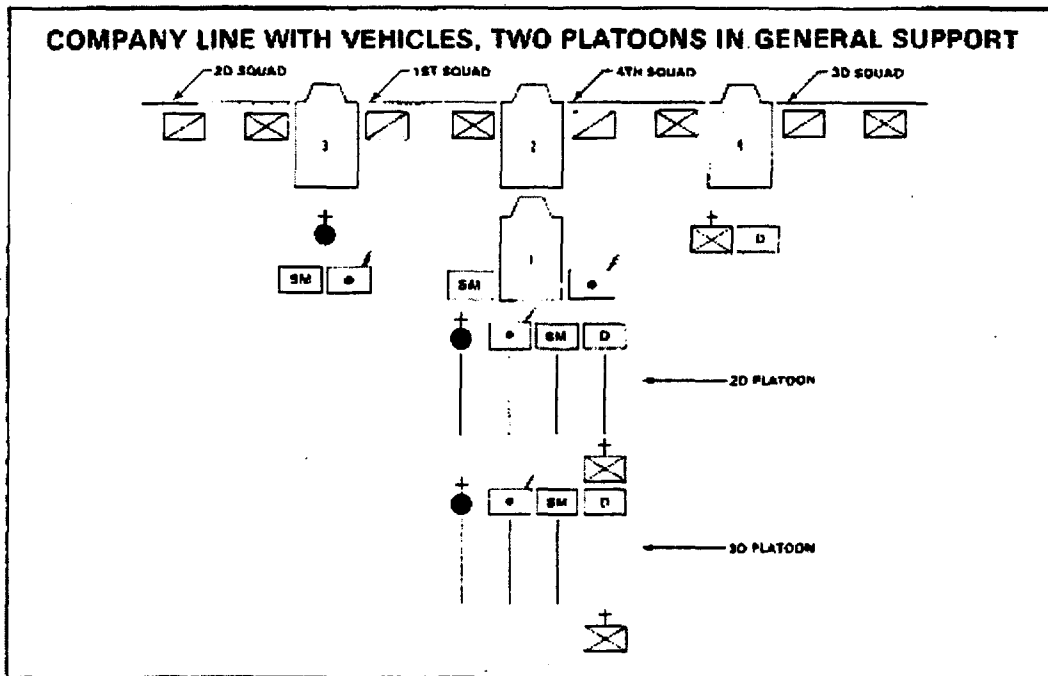 COMPANY LINE WITH VEHICLES, TWO PLATOONS IN GENERAL SUPPORT
2D SQUAD 1ST SQUAD 4TH SQUAD 3D SQUAD
3 2 4
D
1
SM SM
SM D
2D PLATOON
SM D
3D PLATOON